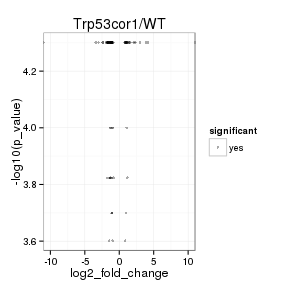 Trp53cor1/WT
-log10(p_value)
4.2
4.0
3.8
3.6
-10
-5
0
5
10
log2_fold_change
significant
yes